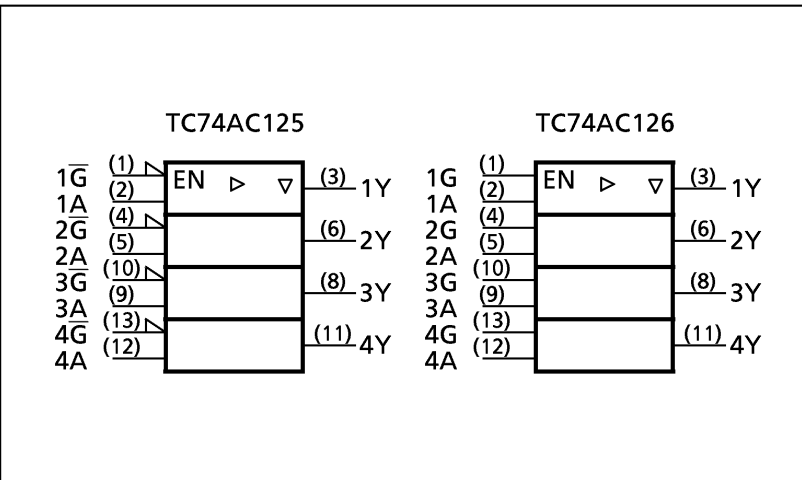 TC74AC125
1G̅ (1) EN ▷ ▽ (3) 1Y
1A (2)
2G̅ (4) (6) 2Y
2A (5)
3G̅ (10) (8) 3Y
3A (9)
4G̅ (13) (11) 4Y
4A (12)
TC74AC126
1G (1) EN ▷ ▽ (3) 1Y
1A (2)
2G (4) (6) 2Y
2A (5)
3G (10) (8) 3Y
3A (9)
4G (13) (11) 4Y
4A (12)